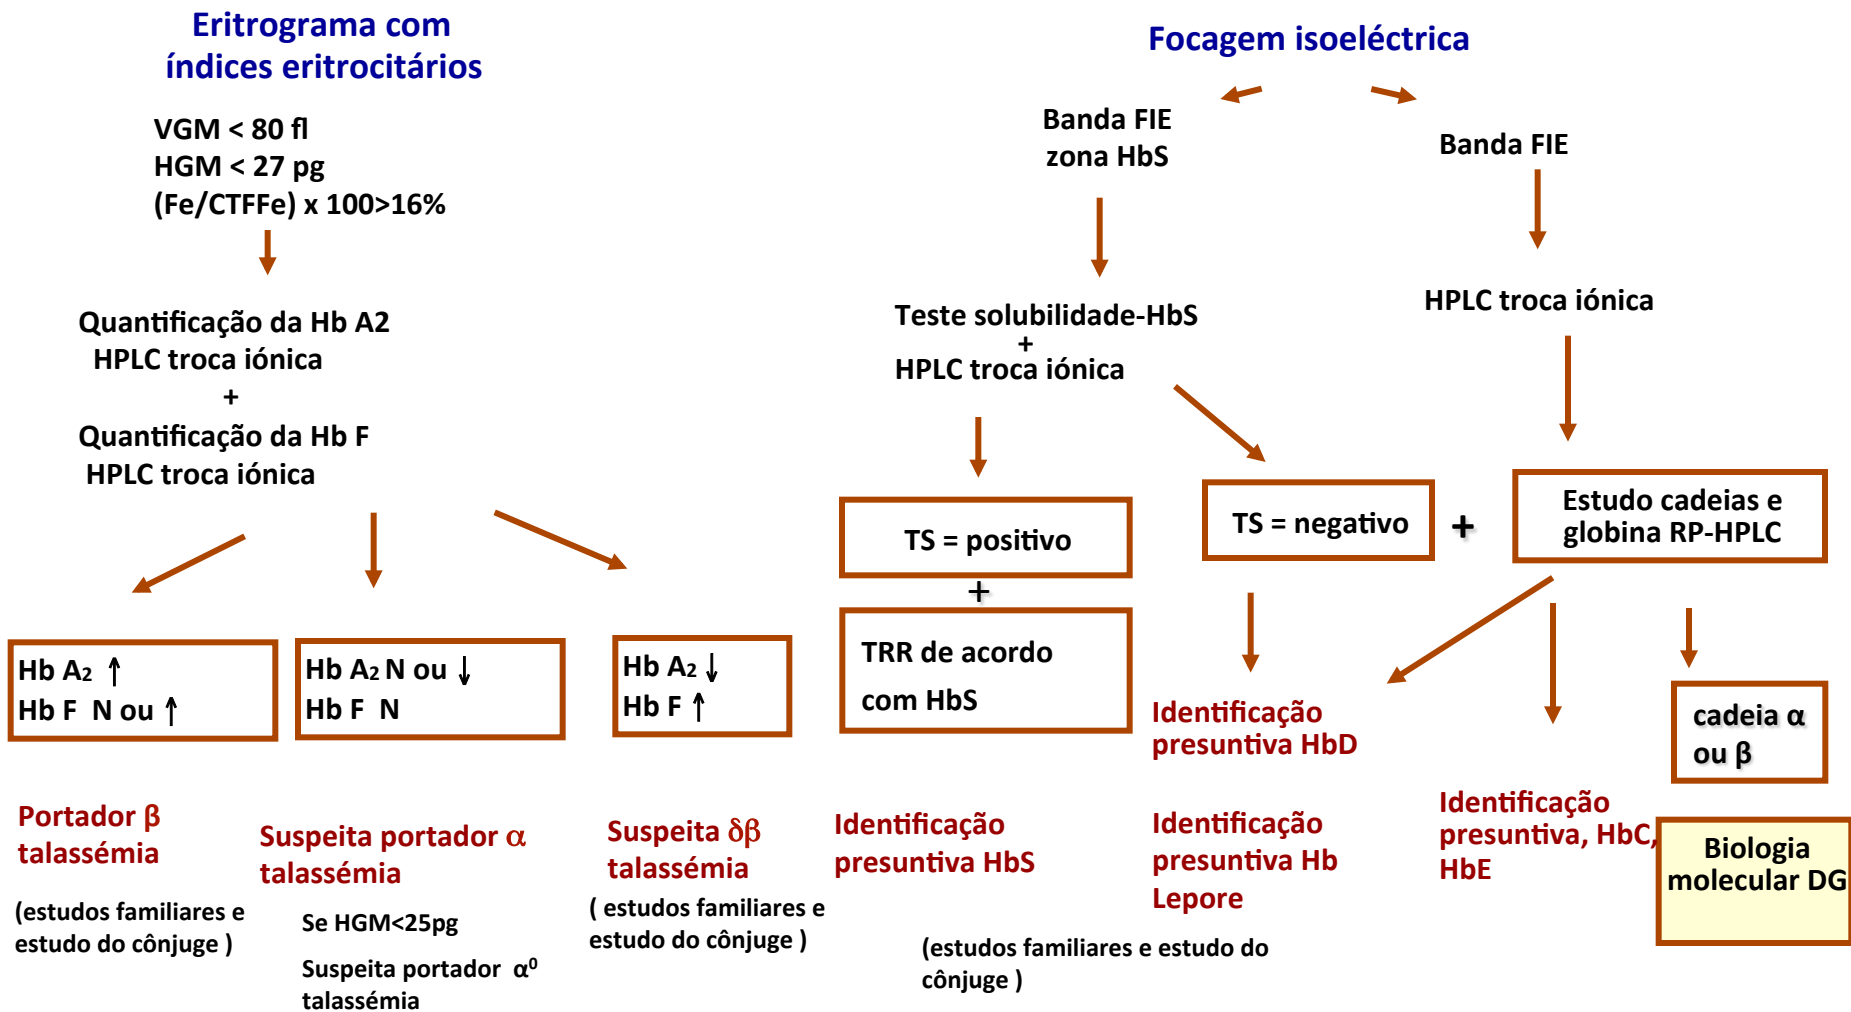 Eritrograma com
índices eritrocitários
VGM < 80 fl
HGM < 27 pg
(Fe/CTFFe) x 100>16%
Quantificação da Hb A2
HPLC troca iónica
+
Quantificação da Hb F
HPLC troca iónica
Hb A2 ↑
Hb F N ou ↑
Hb A2 N ou ↓
Hb F N
Hb A2 ↓
Hb F ↑
Portador β
talassémia
(estudos familiares e
estudo do cônjuge )
Suspeita portador α
talassémia
Se HGM<25pg
Suspeita portador α⁰
talassémia
Suspeita δβ
talassémia
( estudos familiares e
estudo do cônjuge )
Focagem isoeléctrica
Banda FIE
zona HbS
Banda FIE
Teste solubilidade-HbS
+
HPLC troca iónica
HPLC troca iónica
TS = positivo
+
TRR de acordo
com HbS
TS = negativo
+
Estudo cadeias e
globina RP-HPLC
Identificação
presuntiva HbS
Identificação
presuntiva HbD
Identificação
presuntiva Hb
Lepore
(estudos familiares e estudo do
cônjuge )
Identificação
presuntiva, HbC,
HbE
cadeia α
ou β
Biologia
molecular DG